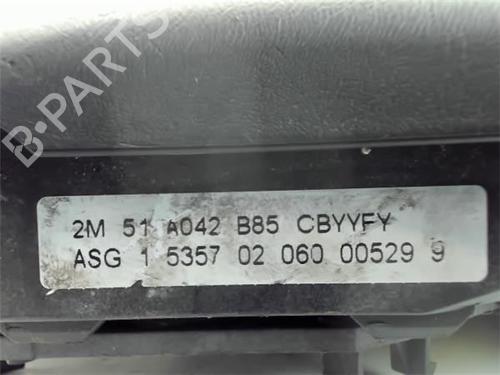 B-PARTS
2M 51 A042 B85 CBYYFY
ASG 1 5357 02 060 00529 9